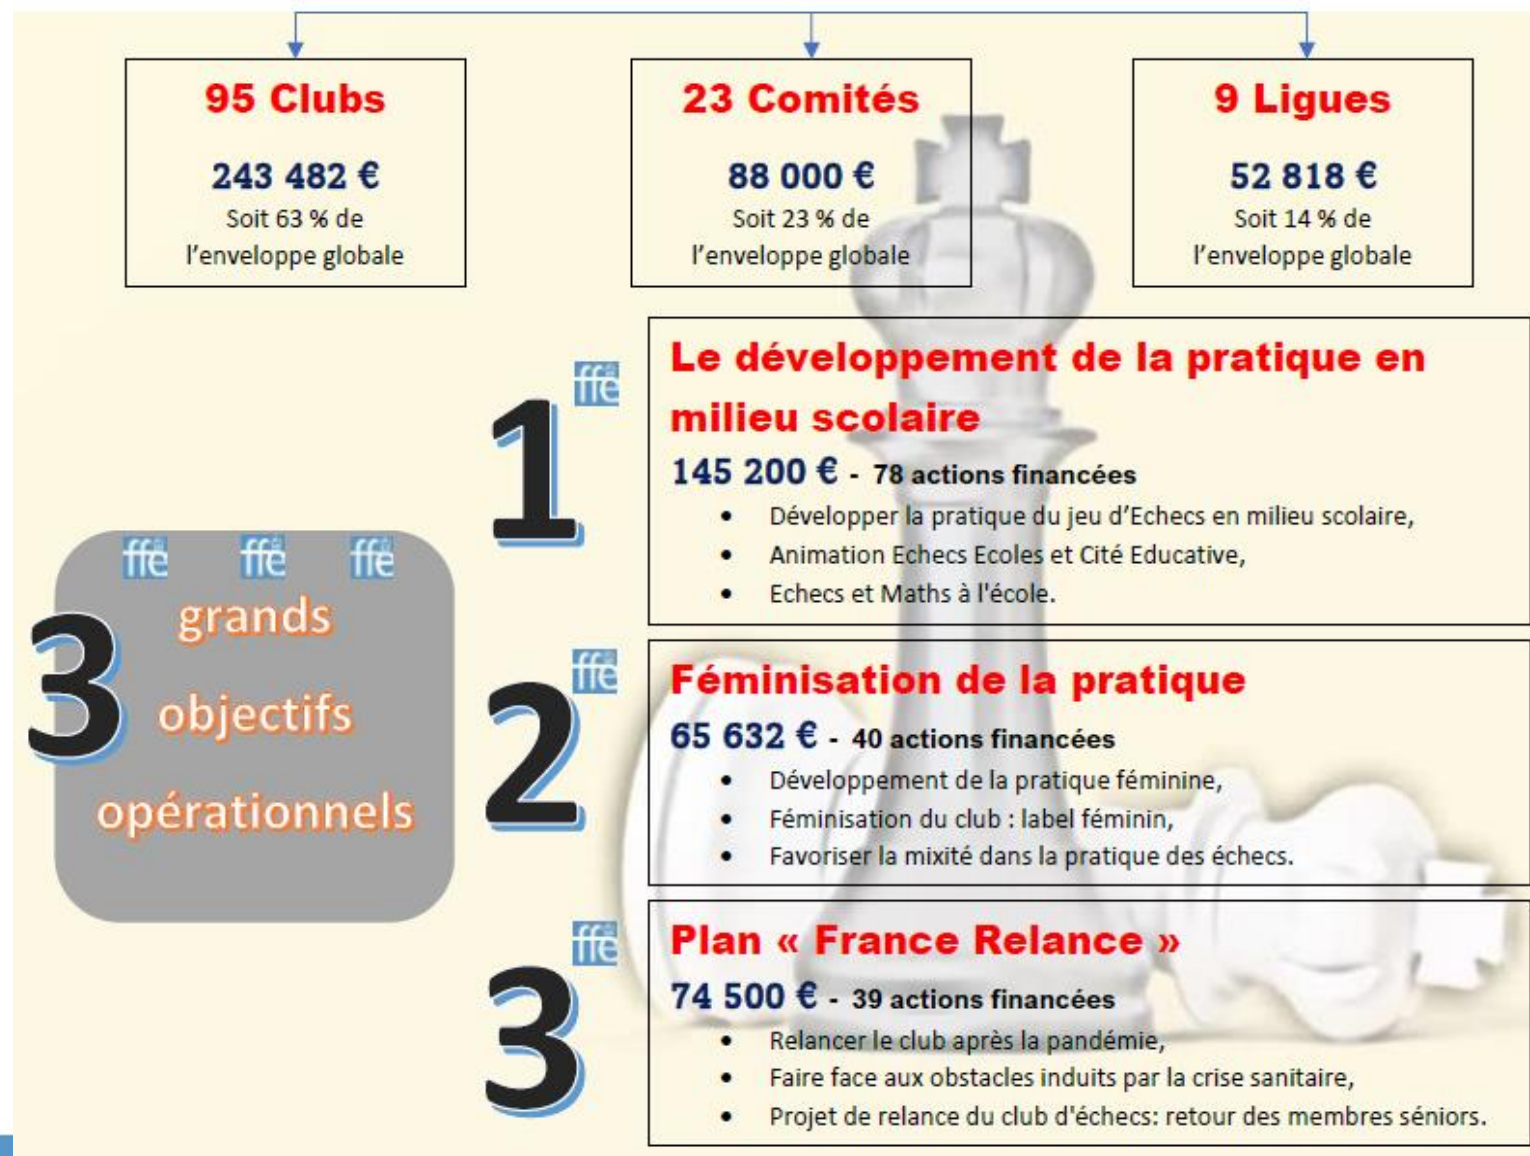 95 Clubs
243 482 €
Soit 63 % de
l'enveloppe globale
23 Comités
88 000 €
Soit 23 % de
l'enveloppe globale
9 Ligues
52 818 €
Soit 14 % de
l'enveloppe globale
ffe ffe ffe
3
grands
objectifs
opérationnels
1
ffe
Le développement de la pratique en
milieu scolaire
145 200 € - 78 actions financées
• Développer la pratique du jeu d'Echecs en milieu scolaire,
• Animation Echecs Ecoles et Cité Educative,
• Echecs et Maths à l'école.
2
ffe
Féminisation de la pratique
65 632 € - 40 actions financées
• Développement de la pratique féminine,
• Féminisation du club : label féminin,
• Favoriser la mixité dans la pratique des échecs.
3
ffe
Plan « France Relance »
74 500 € - 39 actions financées
• Relancer le club après la pandémie,
• Faire face aux obstacles induits par la crise sanitaire,
• Projet de relance du club d'échecs: retour des membres séniors.